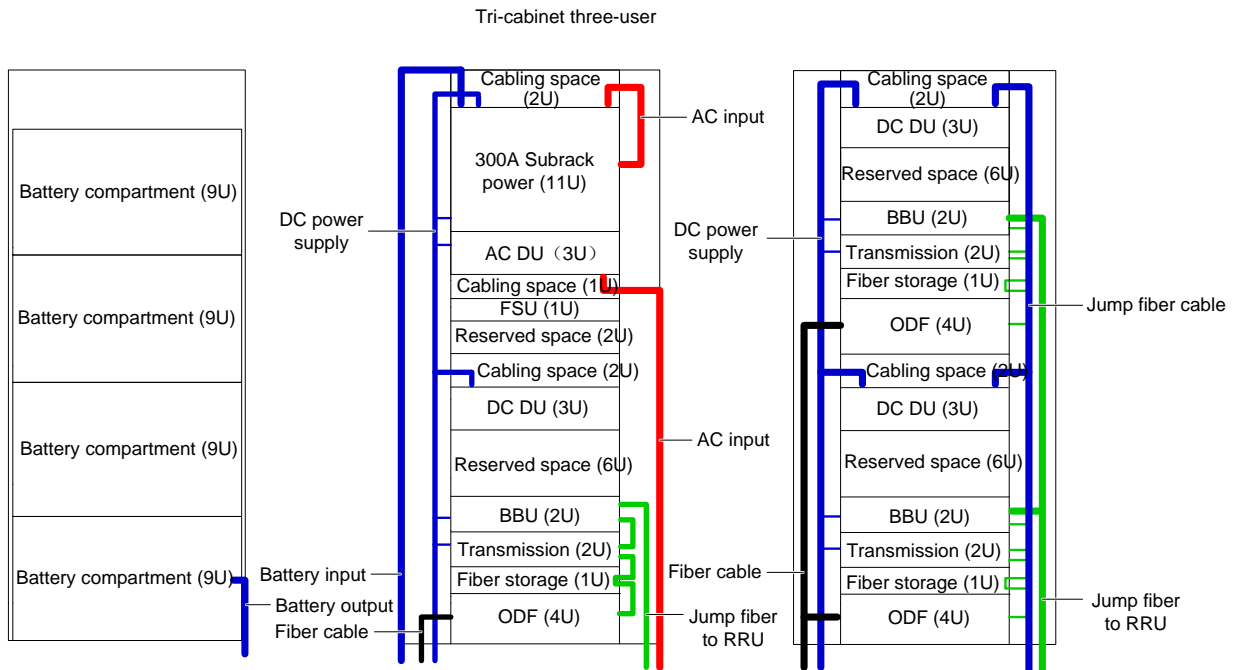 Tri-cabinet three-user
Battery compartment (9U)
Battery compartment (9U)
Battery compartment (9U)
Battery compartment (9U)
Battery output
Battery input
Fiber cable
DC power
supply
Cabling space
(2U)
300A Subrack
power (11U)
AC DU（3U）
Cabling space (1U)
FSU (1U)
Reserved space (2U)
Cabling space (2U)
DC DU (3U)
Reserved space (6U)
BBU (2U)
Transmission (2U)
Fiber storage (1U)
ODF (4U)
AC input
AC input
Jump fiber
to RRU
DC power
supply
Fiber cable
Cabling space
(2U)
DC DU (3U)
Reserved space (6U)
BBU (2U)
Transmission (2U)
Fiber storage (1U)
ODF (4U)
Cabling space (2U)
DC DU (3U)
Reserved space (6U)
BBU (2U)
Transmission (2U)
Fiber storage (1U)
ODF (4U)
Jump fiber cable
Jump fiber
to RRU